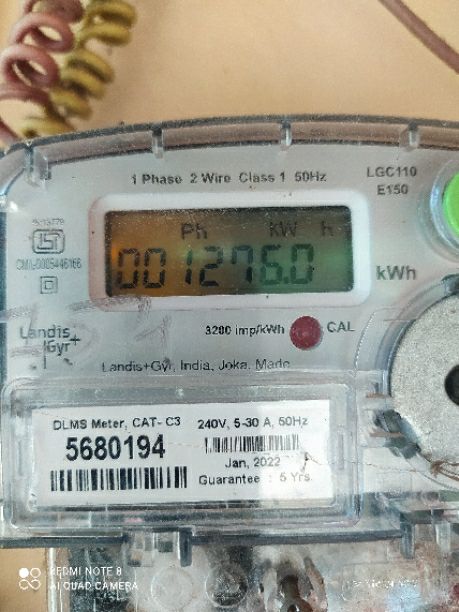 1 Phase 2 Wire Class 1 50Hz
LGC110
E150
Ph KW h
001276.0
kWh
CM/L-0005446166
Landis
Gyr+
3200 imp/kWh
CAL
Landis+Gyr, India, Joka, Made
DLMS Meter, CAT- C3
5680194
240V, 5-30 A, 50Hz
Jan, 2022
Guarantee : 5 Yrs.
REDMI NOTE 8
AI QUAD CAMERA